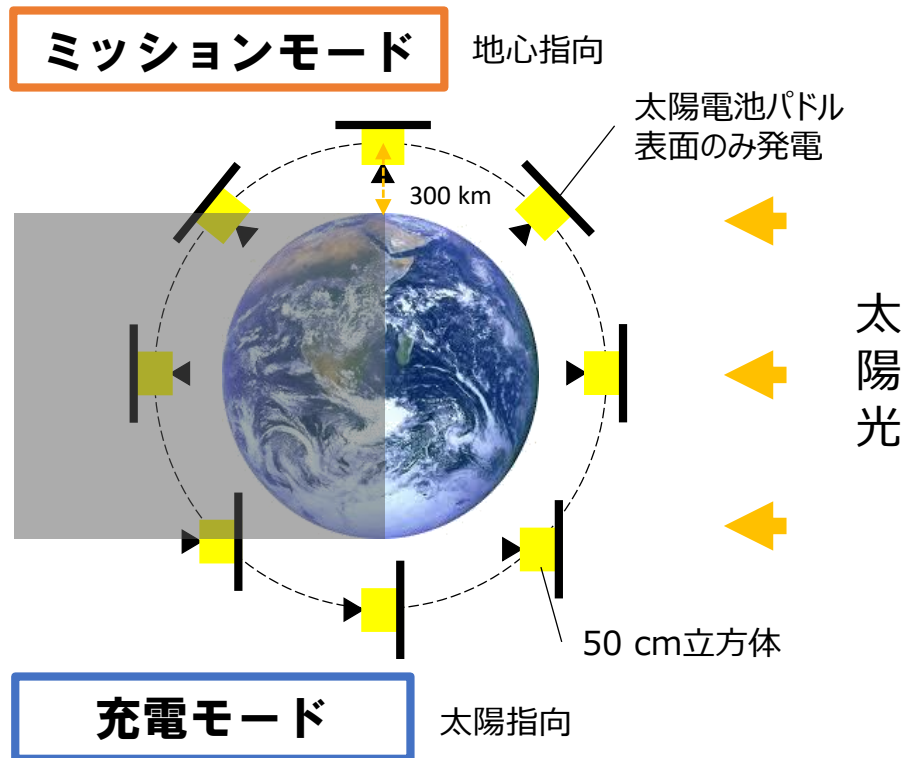 ミッションモード
地心指向
太陽電池パドル
表面のみ発電
300 km
太陽光
50 cm立方体
充電モード
太陽指向